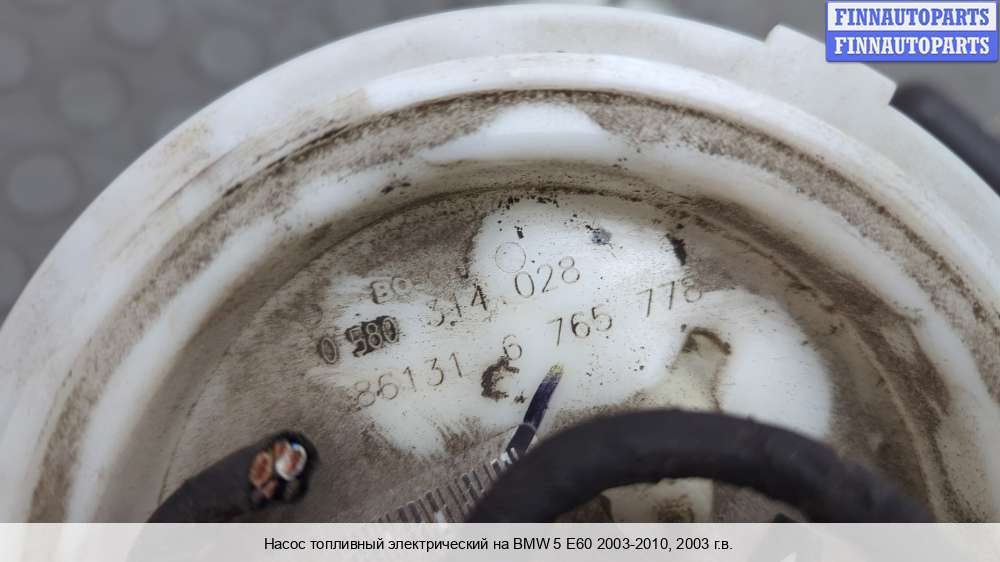 FINNAUTOPARTS
FINNAUTOPARTS
BO
0 580 314 028
86131 6 765 778
Насос топливный электрический на BMW 5 E60 2003-2010, 2003 г.в.